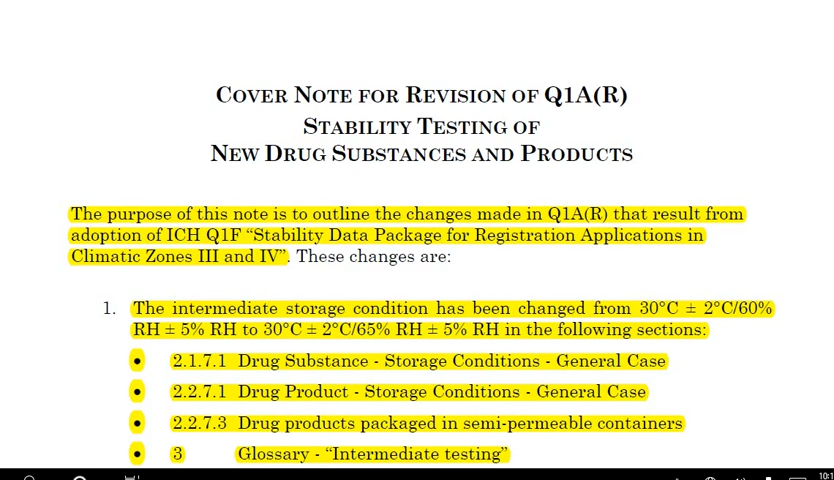 COVER NOTE FOR REVISION OF Q1A(R)
STABILITY TESTING OF
NEW DRUG SUBSTANCES AND PRODUCTS
The purpose of this note is to outline the changes made in Q1A(R) that result from
adoption of ICH Q1F “Stability Data Package for Registration Applications in
Climatic Zones III and IV”. These changes are:
1. The intermediate storage condition has been changed from 30°C ± 2°C/60%
RH ± 5% RH to 30°C ± 2°C/65% RH ± 5% RH in the following sections:
• 2.1.7.1 Drug Substance - Storage Conditions - General Case
• 2.2.7.1 Drug Product - Storage Conditions - General Case
• 2.2.7.3 Drug products packaged in semi-permeable containers
• 3 Glossary - “Intermediate testing”